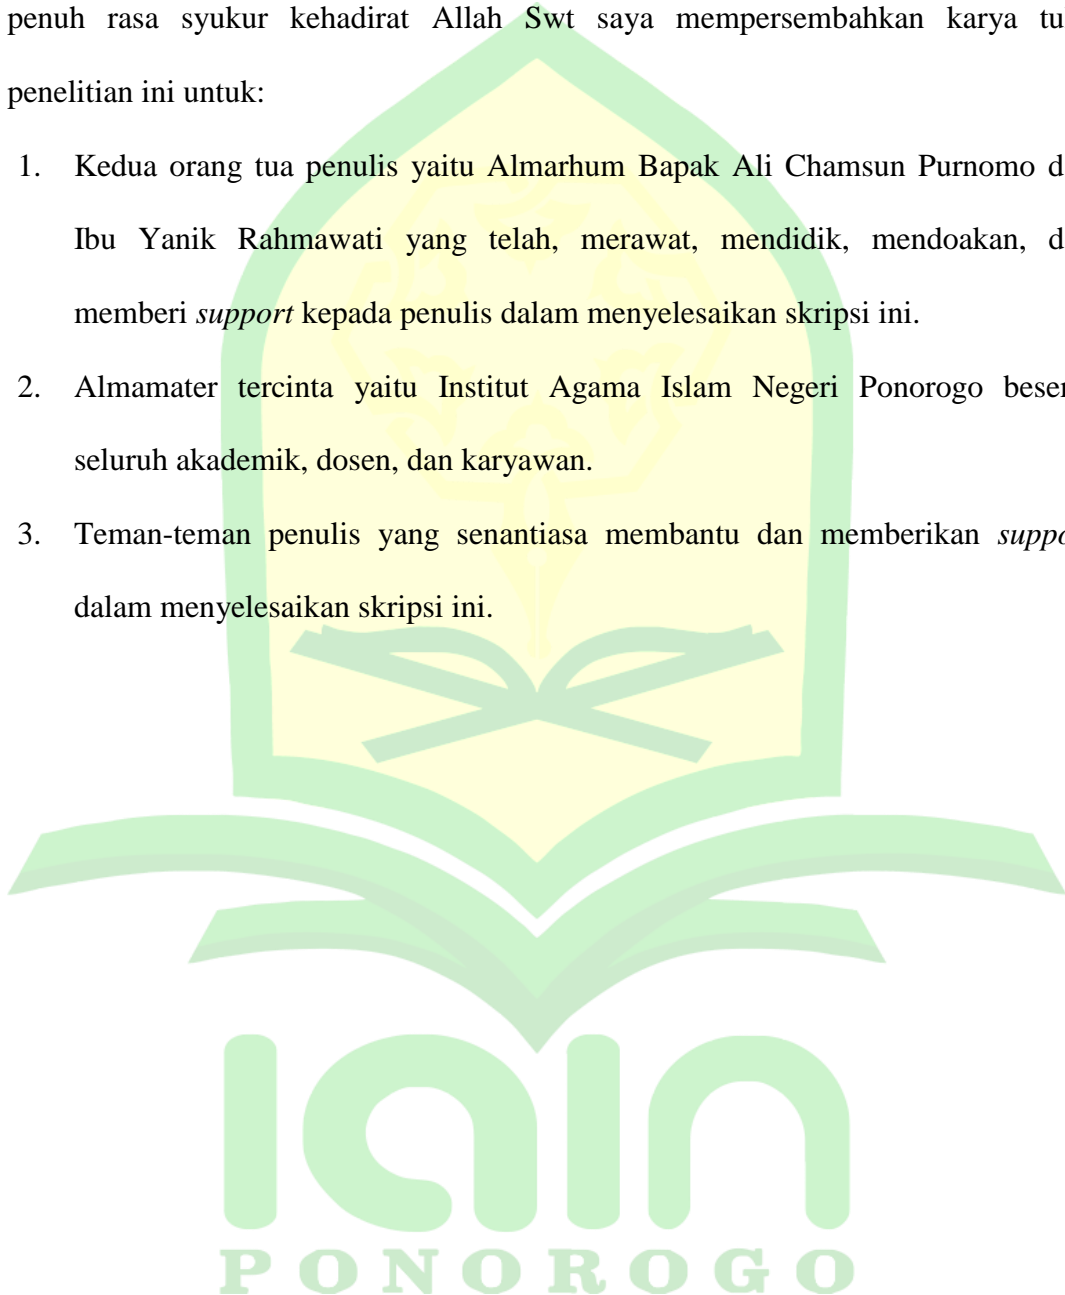 penuh rasa syukur kehadirat Allah Swt saya mempersembahkan karya
penelitian ini untuk:
1. Kedua orang tua penulis yaitu Almarhum Bapak Ali Chamsun Purnomo
Ibu Yanik Rahmawati yang telah, merawat, mendidik, mendoakan,
memberi support kepada penulis dalam menyelesaikan skripsi ini.
2. Almamater tercinta yaitu Institut Agama Islam Negeri Ponorogo
seluruh akademik, dosen, dan karyawan.
3. Teman-teman penulis yang senantiasa membantu dan memberikan
dalam menyelesaikan skripsi ini.
iain
PONOROGO